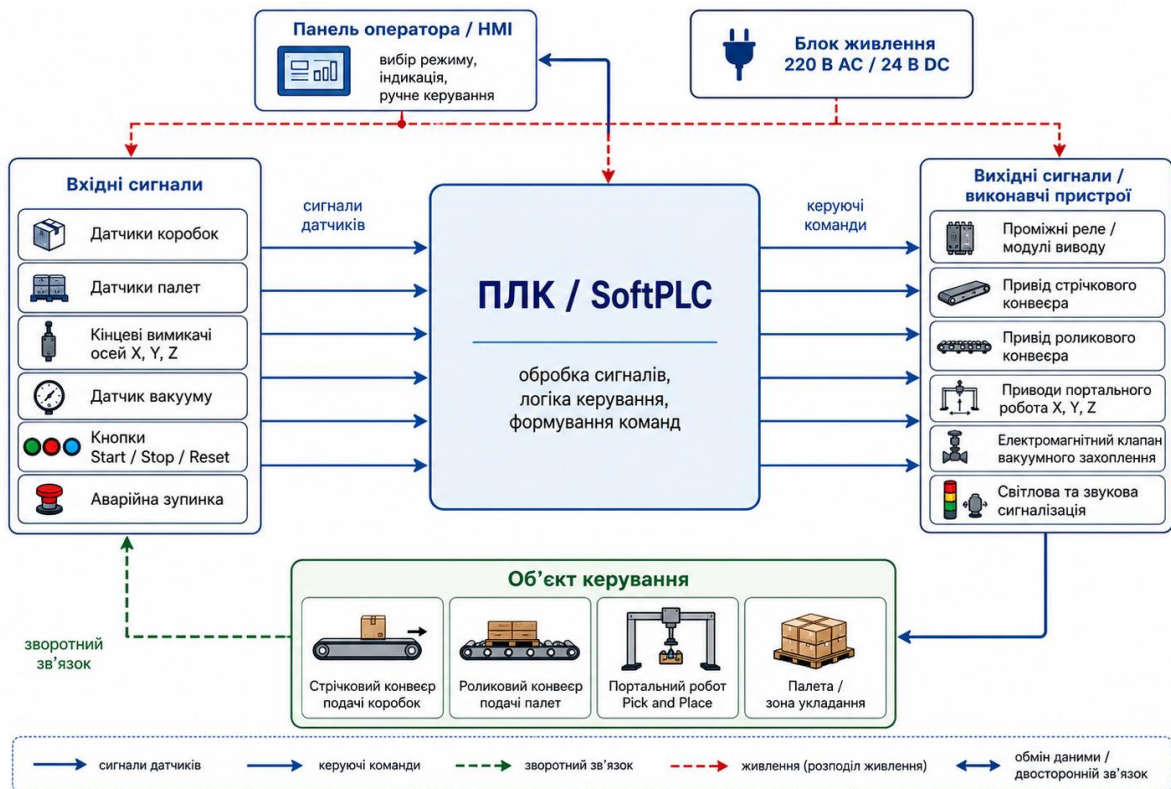 Панель оператора / HMI
вибір режиму,
індикація,
ручне керування
Блок живлення
220 В AC / 24 В DC
Вхідні сигнали
Датчики коробок
Датчики палет
Кінцеві вимикачі
осей X, Y, Z
Датчик вакууму
Кнопки
Start / Stop / Reset
Аварійна зупинка
сигнали
датчиків
ПЛК / SoftPLC
обробка сигналів,
логіка керування,
формування команд
керуючі
команди
Вихідні сигнали /
виконавчі пристрої
Проміжні реле /
модулі виводу
Привід стрічкового
конвеєра
Привід роликового
конвеєра
Приводи портального
робота X, Y, Z
Електромагнітний клапан
вакуумного захоплення
Світлова та звукова
сигналізація
зворотний
зв’язок
Об’єкт керування
Стрічковий конвеєр
подачі коробок
Роликовий конвеєр
подачі палет
Портальний робот
Pick and Place
Палета /
зона укладання
сигнали датчиків
керуючі команди
зворотний зв’язок
живлення (розподіл живлення)
обмін даними /
двосторонній зв’язок